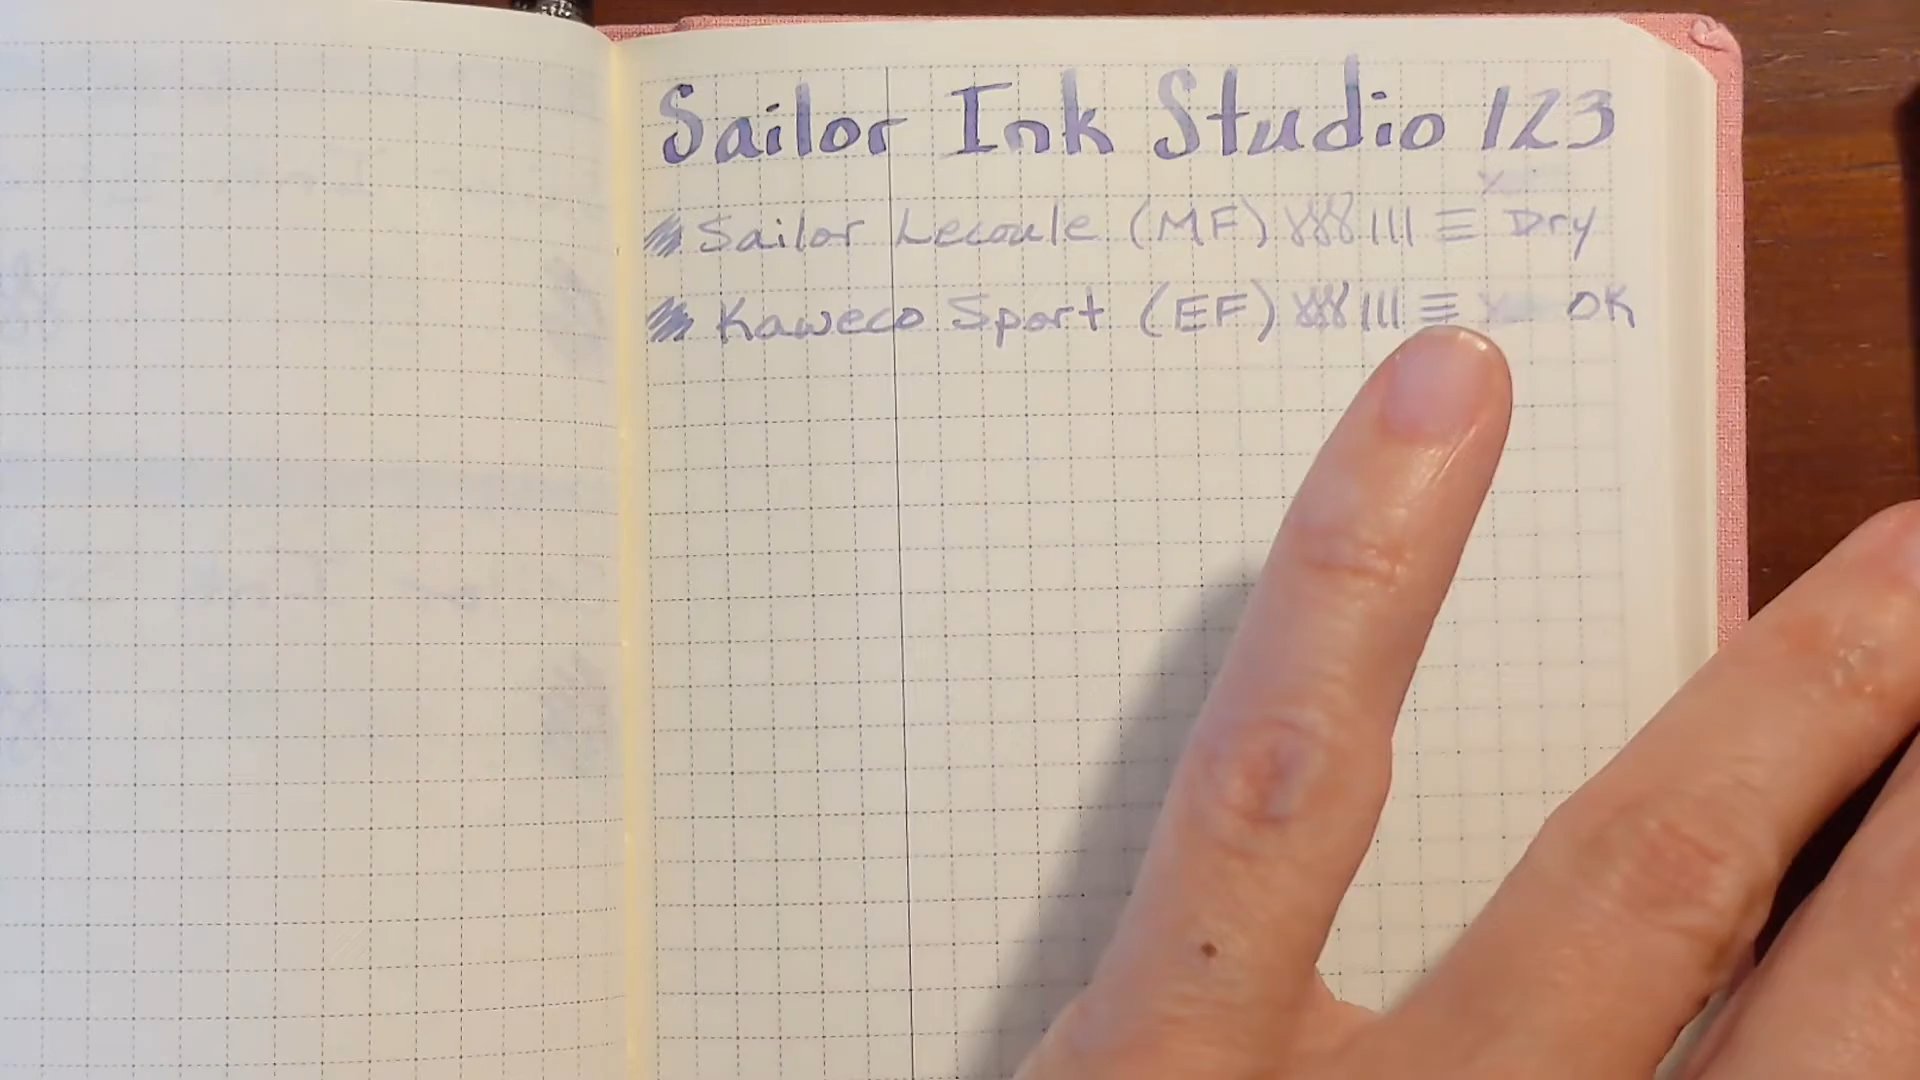 Sailor Ink Studio 123
Sailor Lecoule (MF) Dry
Kaweco Sport (EF) OK